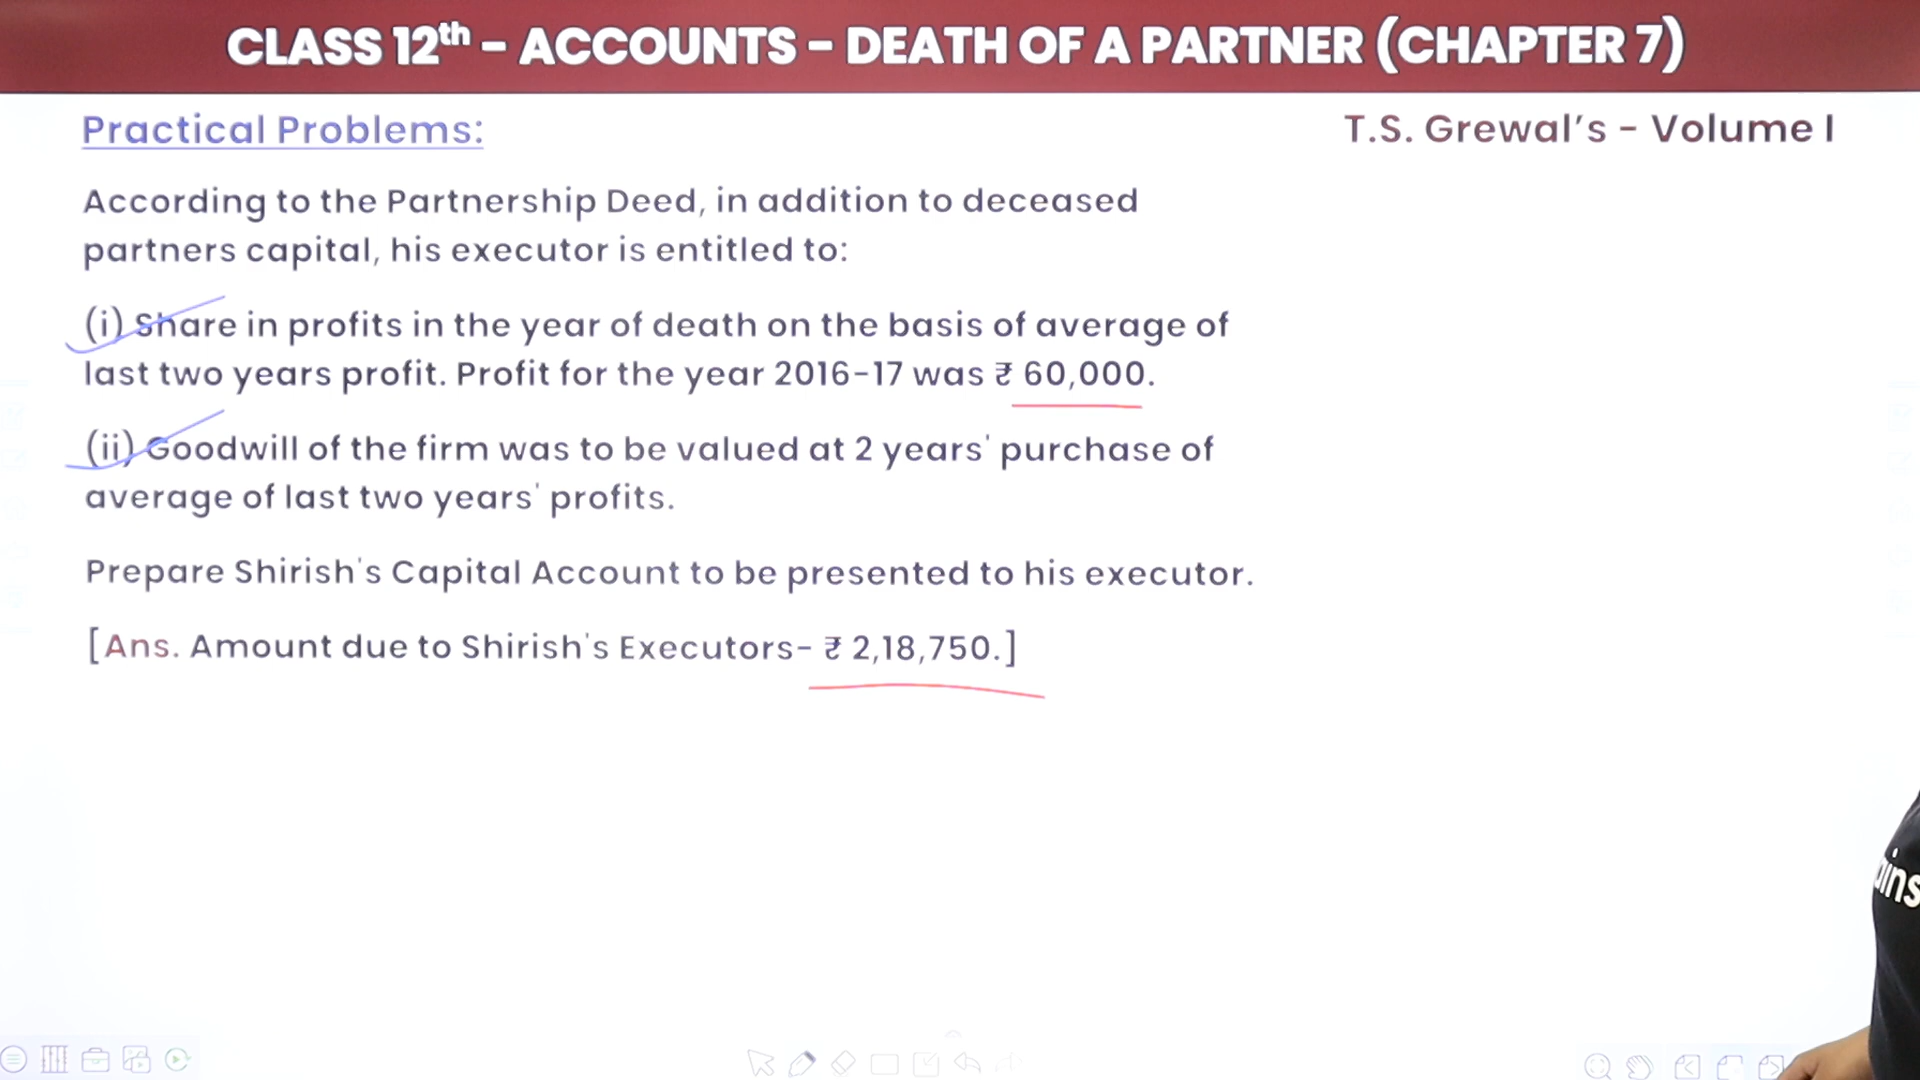 CLASS 12th – ACCOUNTS – DEATH OF A PARTNER (CHAPTER 7)
Practical Problems:
T.S. Grewal’s – Volume I
According to the Partnership Deed, in addition to deceased
partners capital, his executor is entitled to:
(i) Share in profits in the year of death on the basis of average of
last two years profit. Profit for the year 2016-17 was ₹ 60,000.
(ii) Goodwill of the firm was to be valued at 2 years' purchase of
average of last two years' profits.
Prepare Shirish's Capital Account to be presented to his executor.
[Ans. Amount due to Shirish's Executors- ₹ 2,18,750.]